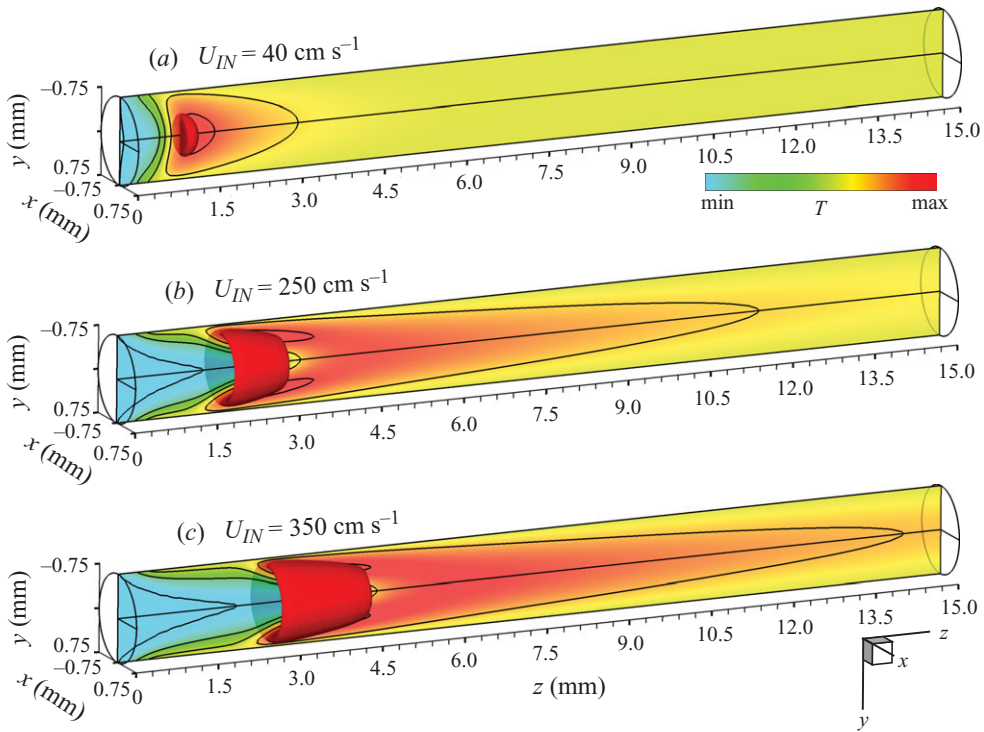 (a) U_IN = 40 cm s⁻¹
−0.75
y (mm)
0.75
−0.75
x (mm)
0.75
0 1.5 3.0 4.5 6.0 7.5 9.0 10.5 12.0 13.5 15.0
min T max
(b) U_IN = 250 cm s⁻¹
−0.75
y (mm)
0.75
−0.75
x (mm)
0.75
0 1.5 3.0 4.5 6.0 7.5 9.0 10.5 12.0 13.5 15.0
(c) U_IN = 350 cm s⁻¹
−0.75
y (mm)
0.75
−0.75
x (mm)
0.75
0 1.5 3.0 4.5 6.0 7.5 9.0 10.5 12.0 13.5 15.0
z (mm)
z
x
y